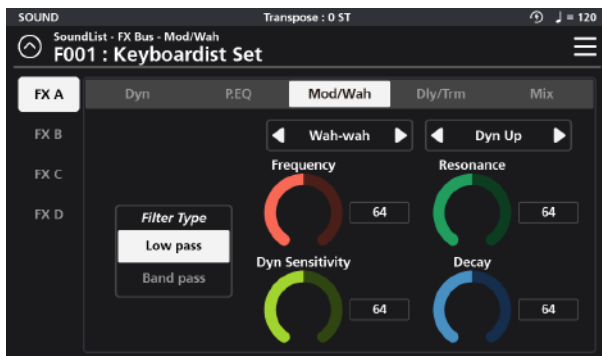 SOUND Transpose : 0 ST ♩ = 120
SoundList - FX Bus - Mod/Wah
F001 : Keyboardist Set
FX A Dyn P.EQ Mod/Wah Dly/Trm Mix
FX B Wah-wah Dyn Up
FX C Frequency Resonance
FX D 64 64
Filter Type
Low pass
Dyn Sensitivity Decay
Band pass
64 64